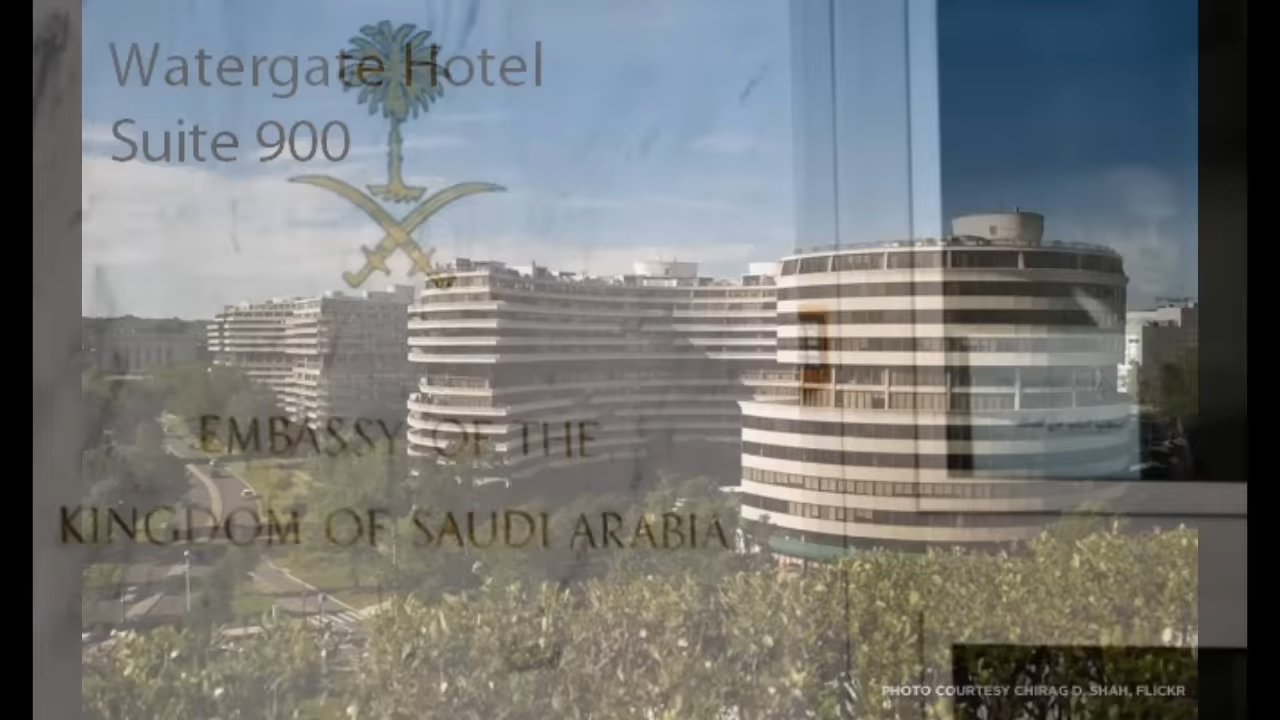 Watergate Hotel
Suite 900
EMBASSY OF THE
KINGDOM OF SAUDI ARABIA
PHOTO COURTESY CHIRAG D. SHAH, FLICKR